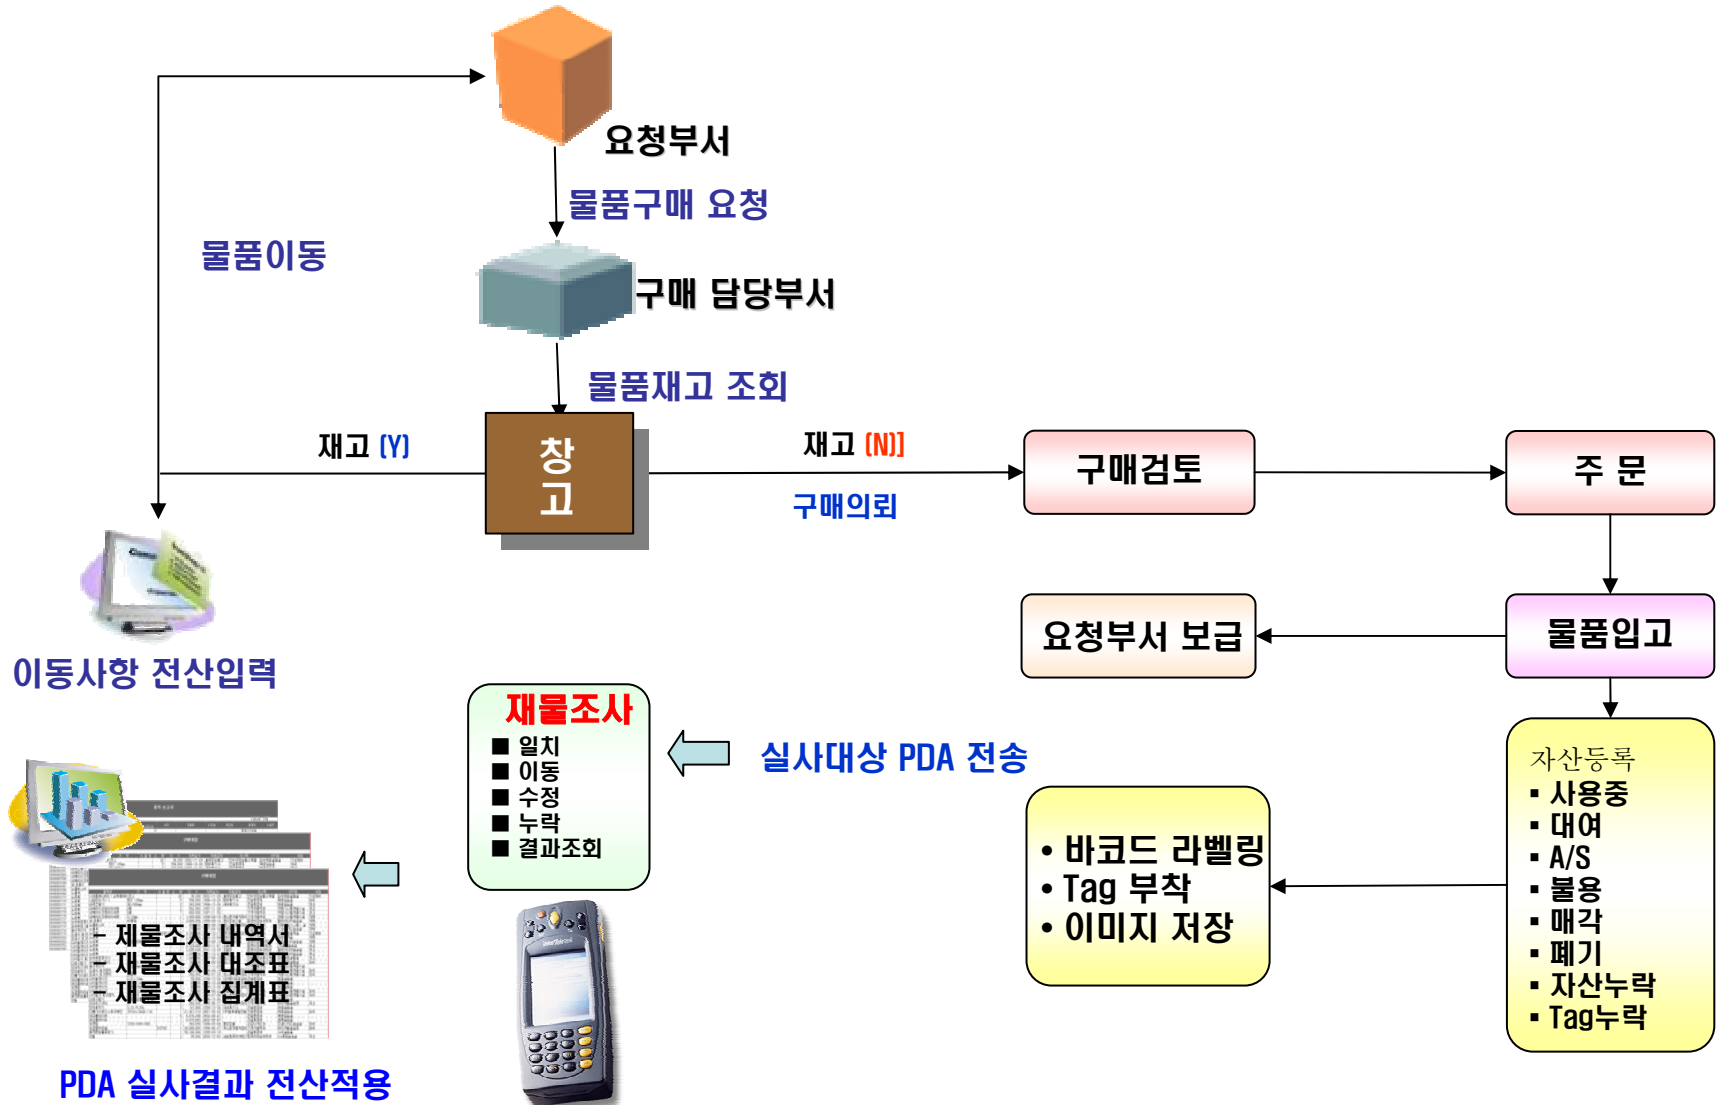 요청부서
물품구매 요청
물품이동
구매 담당부서
물품재고 조회
재고 (Y)
창
고
재고 (N)]
구매의뢰
구매검토
주 문
요청부서 보급
물품입고
이동사항 전산입력
재물조사
■ 일치
■ 이동
■ 수정
■ 누락
■ 결과조회
실사대상 PDA 전송
자산등록
▪ 사용중
▪ 대여
▪ A/S
▪ 불용
▪ 매각
▪ 폐기
▪ 자산누락
▪ Tag누락
• 바코드 라벨링
• Tag 부착
• 이미지 저장
- 제물조사 내역서
- 재물조사 대조표
- 재물조사 집계표
PDA 실사결과 전산적용